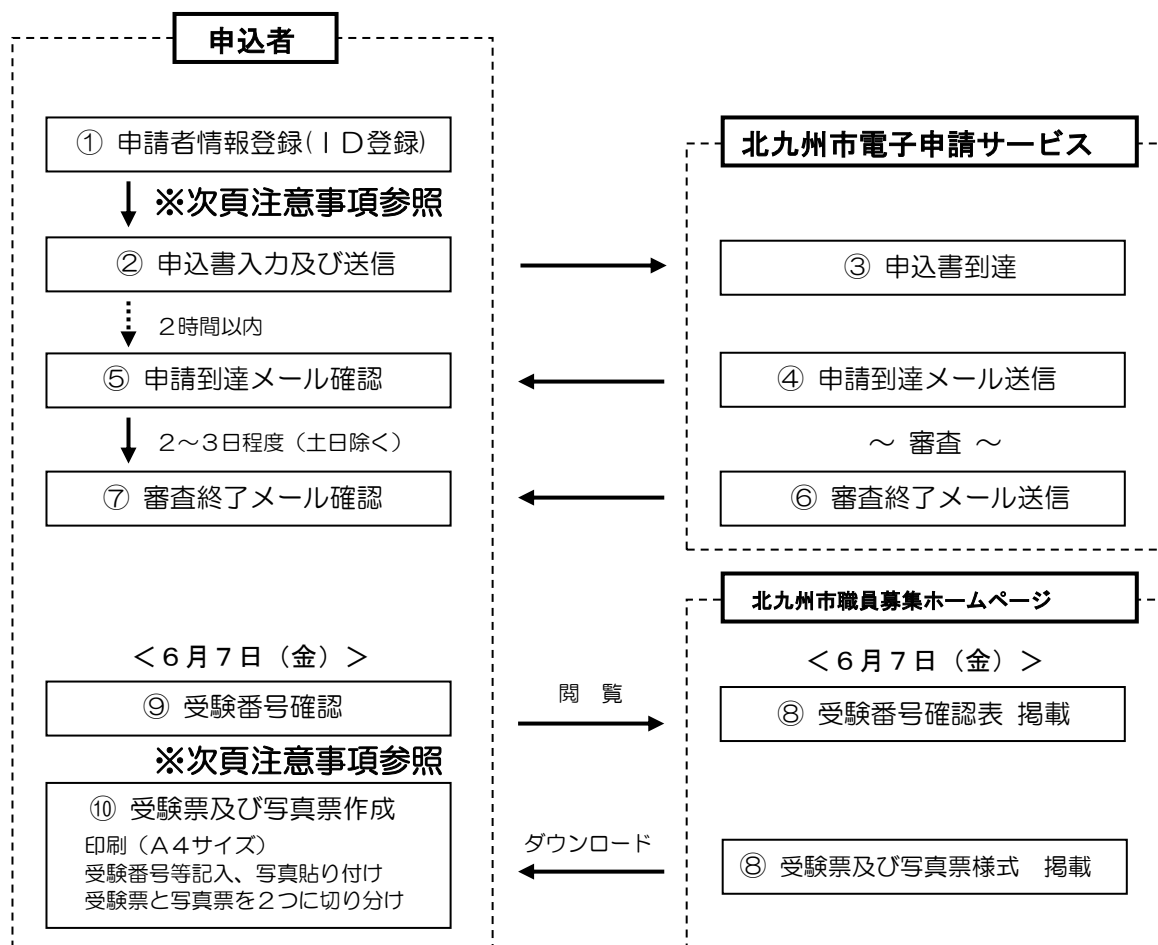 申込者
① 申請者情報登録(ＩＤ登録)
※次頁注意事項参照
② 申込書入力及び送信
２時間以内
⑤ 申請到達メール確認
２～３日程度（土日除く）
⑦ 審査終了メール確認
＜６月７日（金）＞
⑨ 受験番号確認
※次頁注意事項参照
⑩ 受験票及び写真票作成
印刷（Ａ４サイズ）
受験番号等記入、写真貼り付け
受験票と写真票を２つに切り分け
閲　覧
ダウンロード
北九州市電子申請サービス
③ 申込書到達
④ 申請到達メール送信
～ 審査 ～
⑥ 審査終了メール送信
北九州市職員募集ホームページ
＜６月７日（金）＞
⑧ 受験番号確認表 掲載
⑧ 受験票及び写真票様式　掲載